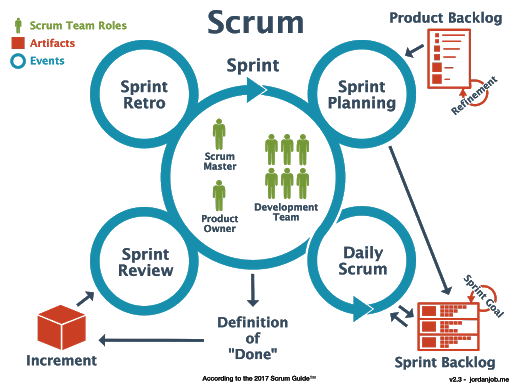 Scrum
Scrum Team Roles
Artifacts
Events
Product Backlog
Refinement
Sprint
Sprint
Retro
Sprint
Planning
Scrum
Master
Product
Owner
Development
Team
Sprint
Review
Daily
Scrum
Sprint Goal
Definition
of
"Done"
Increment
Sprint Backlog
According to the 2017 Scrum Guide™
v2.3 - jordanjob.me